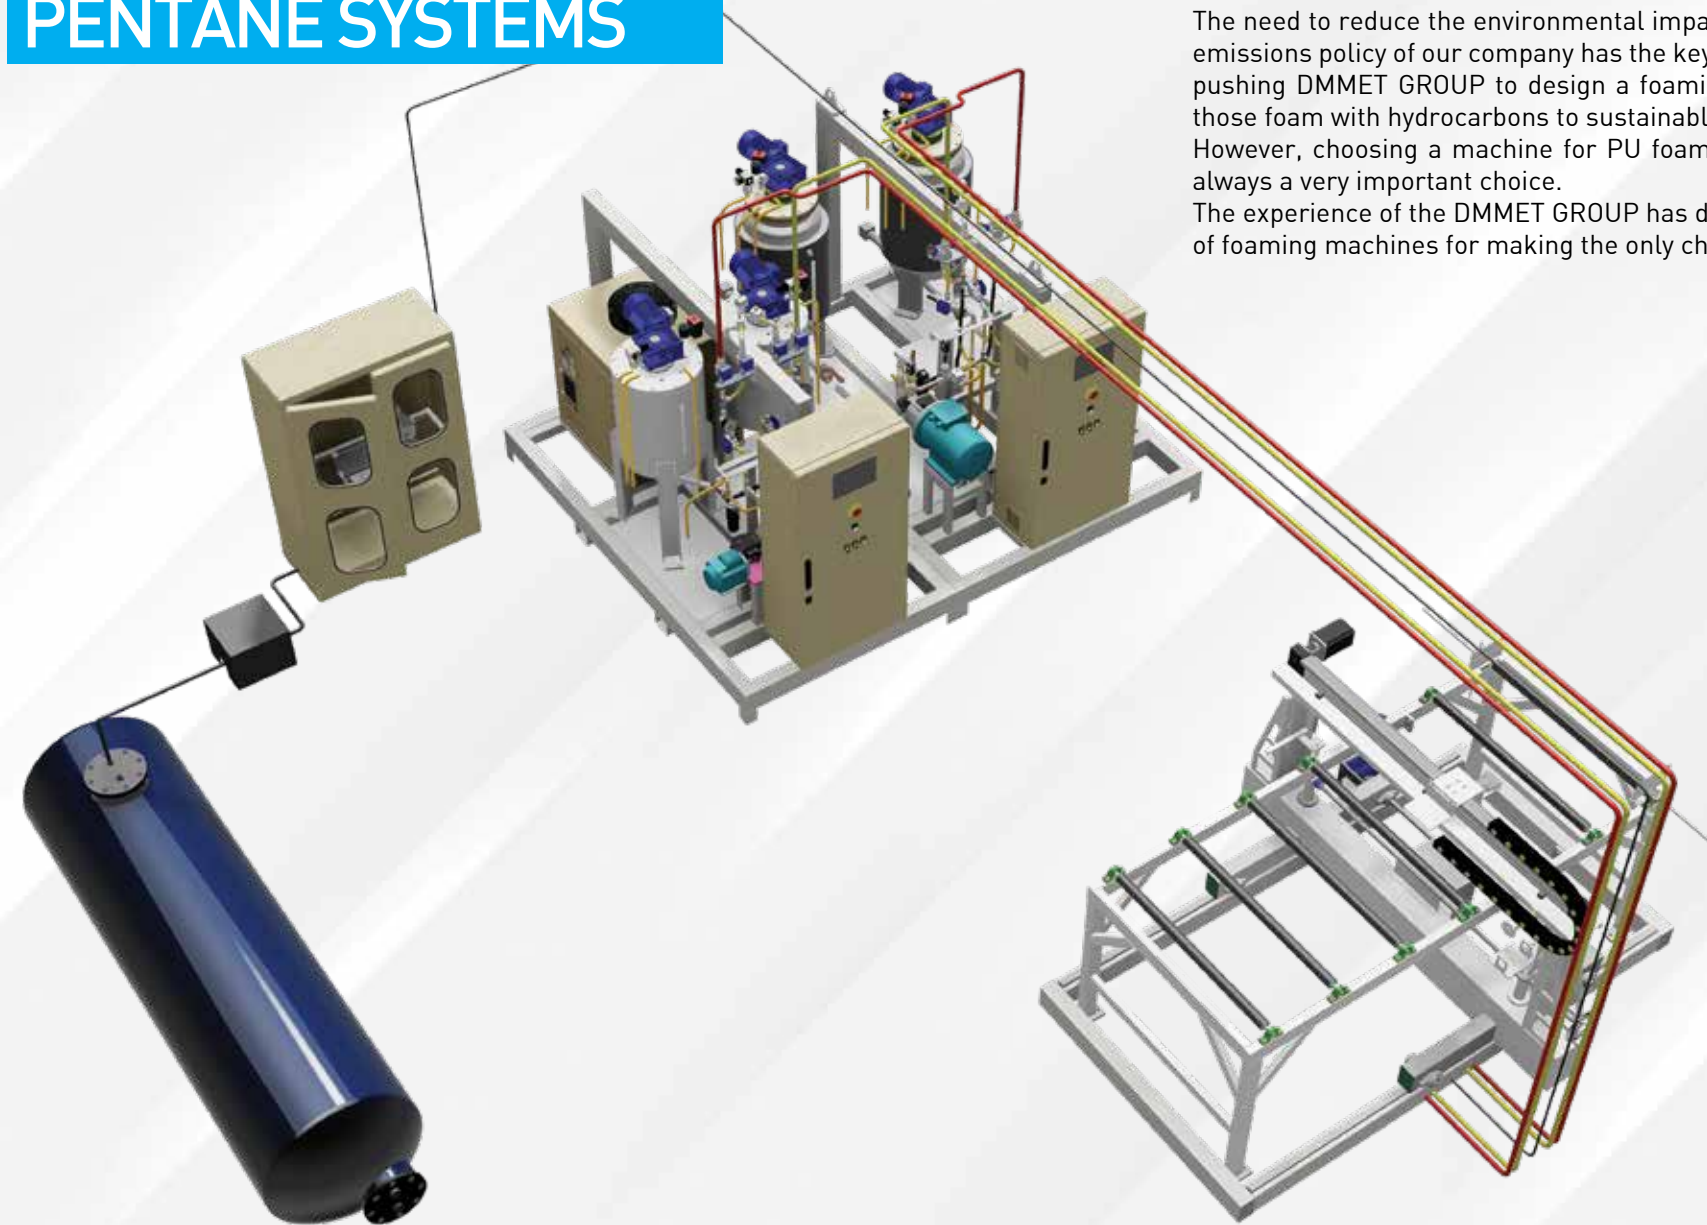 PENTANE SYSTEMS
The need to reduce the environmental impa
emissions policy of our company has the key
pushing DMMET GROUP to design a foami
those foam with hydrocarbons to sustainabl
However, choosing a machine for PU foam
always a very important choice.
The experience of the DMMET GROUP has d
of foaming machines for making the only ch